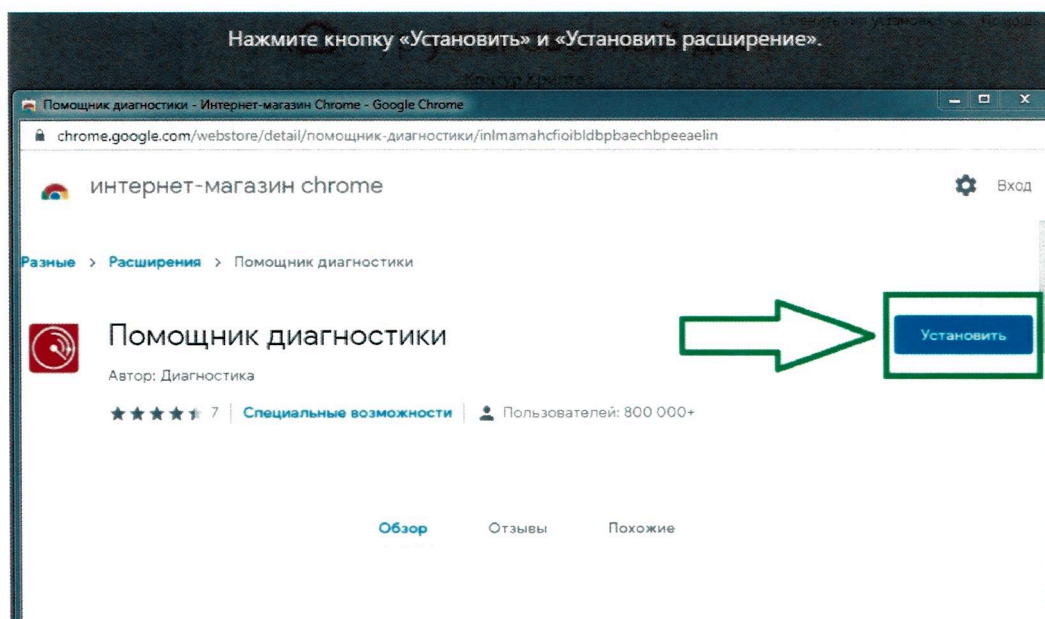 Нажмите кнопку «Установить» и «Установить расширение».
Контур.Крипто
Помощник диагностики - Интернет-магазин Chrome - Google Chrome
chrome.google.com/webstore/detail/помощник-диагностики/inlmamahcfioibldbpbaechbpeeaelin
интернет-магазин chrome
Вход
Разные > Расширения > Помощник диагностики
Помощник диагностики
Установить
Автор: Диагностика
7 Специальные возможности Пользователей: 800 000+
Обзор Отзывы Похожие